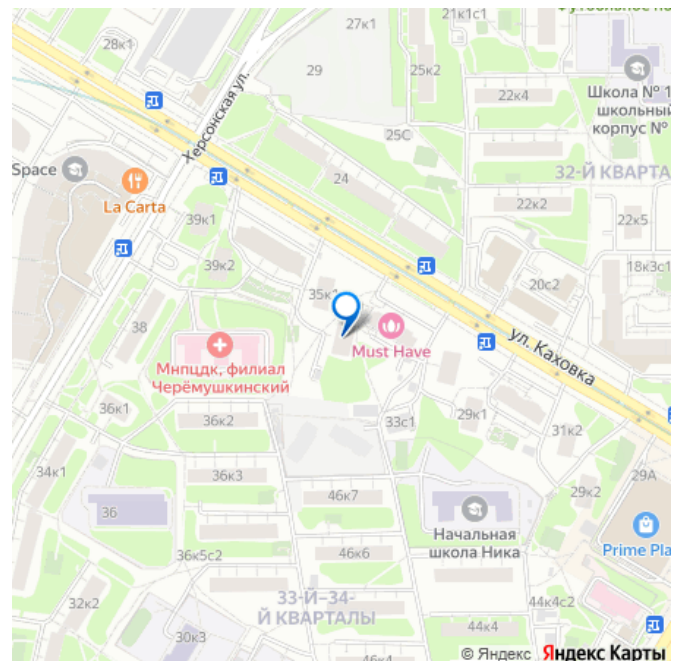 27к1
21к1с1
28к1
29
25к2
22к4
Школа № 1
школьный
корпус №
Херсонская ул.
25С
32-Й КВАРТА
Space
La Carta
24
22к2
22к5
39к1
39к2
18к3с1
20с2
35к1
38
Must Have
ул. Каховка
Мнпцдк, филиал
Черёмушкинский
36к1
36к2
33с1
29к1
31к2
34к1
36к3
29А
46к7
29к2
36
Начальная
школа Ника
Prime Pla
36к5с2
46к6
33-Й–34-
Й КВАРТАЛЫ
32к2
44к4с2
30к3
44к4
© Яндекс Яндекс Карты